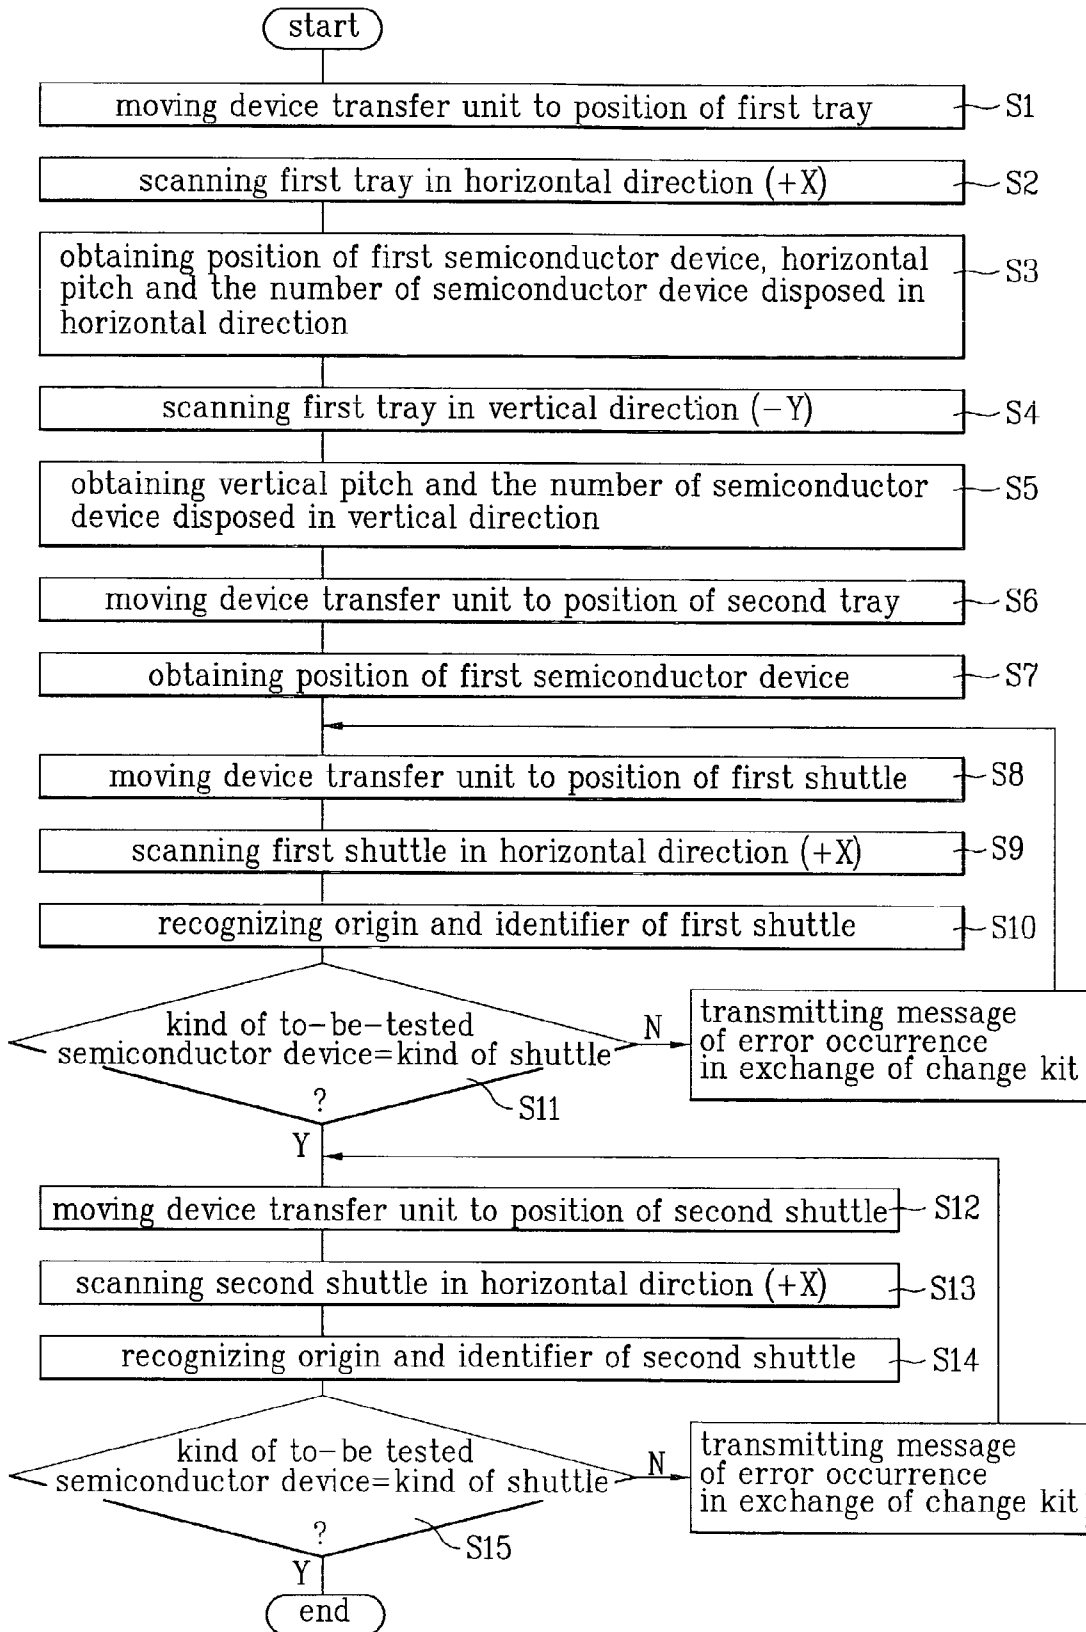 start
moving device transfer unit to position of first tray
S1
scanning first tray in horizontal direction (+X)
S2
obtaining position of first semiconductor device, horizontal
pitch and the number of semiconductor device disposed in
horizontal direction
S3
scanning first tray in vertical direction (−Y)
S4
obtaining vertical pitch and the number of semiconductor
device disposed in vertical direction
S5
moving device transfer unit to position of second tray
S6
obtaining position of first semiconductor device
S7
moving device transfer unit to position of first shuttle
S8
scanning first shuttle in horizontal direction (+X)
S9
recognizing origin and identifier of first shuttle
S10
kind of to-be-tested
semiconductor device=kind of shuttle
?
S11
N
transmitting message
of error occurrence
in exchange of change kit
Y
moving device transfer unit to position of second shuttle
S12
scanning second shuttle in horizontal dirction (+X)
S13
recognizing origin and identifier of second shuttle
S14
kind of to-be tested
semiconductor device=kind of shuttle
?
S15
N
transmitting message
of error occurrence
in exchange of change kit
Y
end